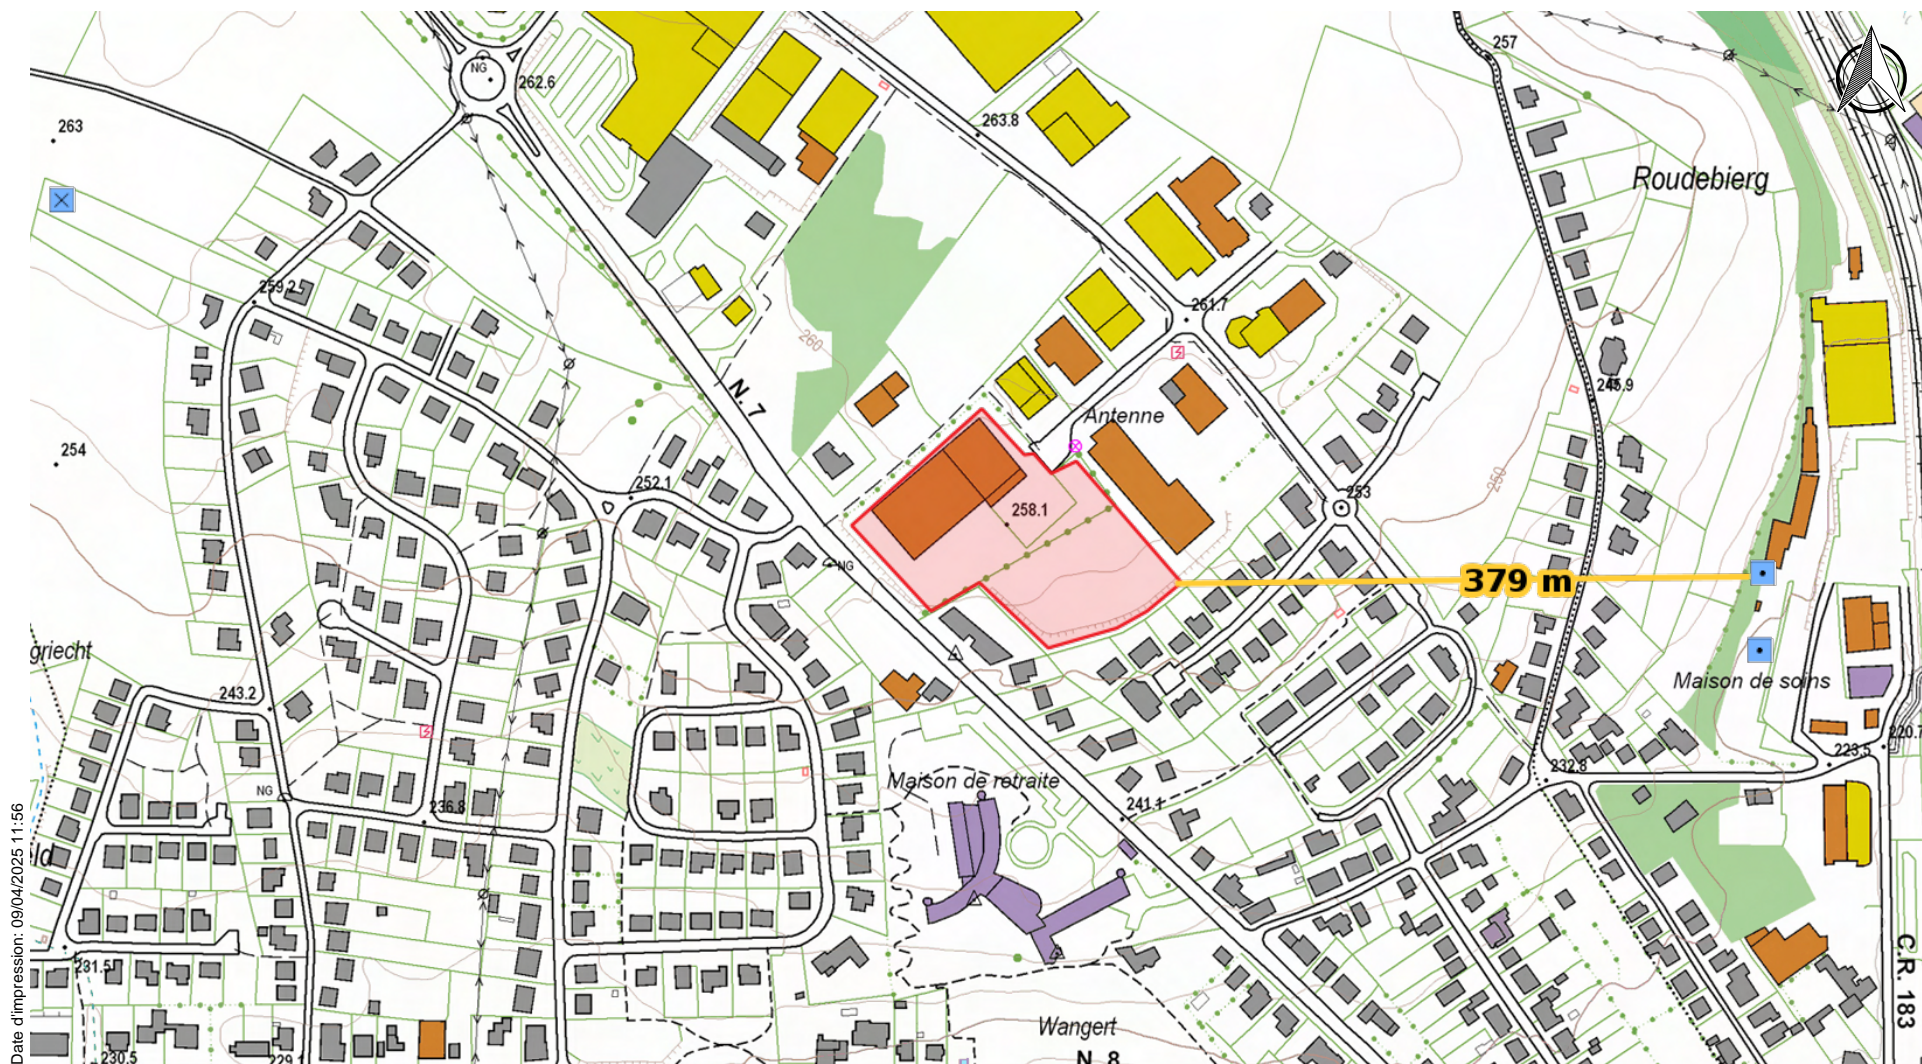 257
NG
262.6
263.8
263
Roudebierg
259.2
261.7
260
N. 7
245.9
Antenne
254
250
252.1
253
258.1
NG
379 m
griecht
Maison de soins
243.2
220.7
223.5
232.8
Maison de retraite
NG
236.8
241.1
ld
C.R. 183
231.5
Wangert
N. 8
230.5
229.1
Date d'impression: 09/04/2025 11:56